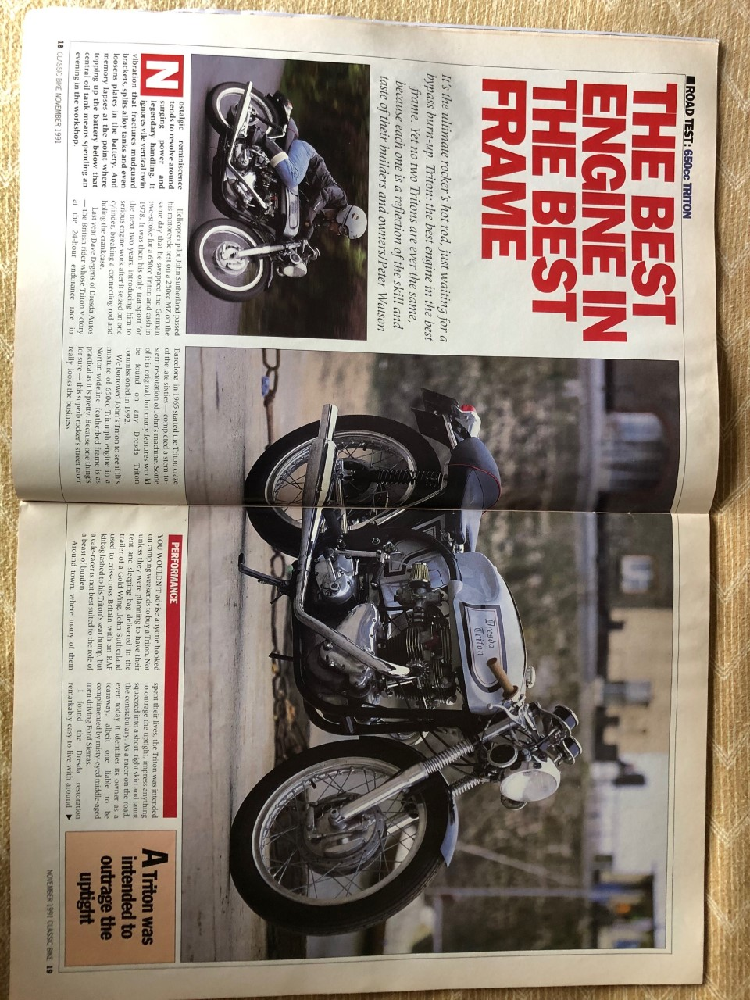 ■ROAD TEST: 650cc TRITON
THE BEST
ENGINE IN
THE BEST
FRAME
It's the ultimate rocker's hot rod, just waiting for a
bypass burn-up. Triton: the best engine in the best
frame. Yet no two Tritons are ever the same,
because each one is a reflection of the skill and
taste of their builders and owners/Peter Watson
Nostalgic reminiscence
tends to revolve around
surging power and
legendary handling. It
ignores vile vertical twin
vibration that fractures mudguard
brackets, splits alloy tanks and even
loosens plates in the battery. And
memory lapses at the point where
topping up the battery below that
central oil tank means spending an
evening in the workshop.
Helicopter pilot John Sutherland passed
his motorcycle test on a 250cc MZ on the
same day that he swapped the German
two-stroke for a 650cc Triton and cash in
1978. It was then his only transport for
the next two years, introducing him to
serious engine work after it seized on one
cylinder, breaking a connecting rod and
holing the crankcase.
Last year Dave Degens of Dresda Autos
— the British rider whose Triton victory
at the 24-hour endurance race in
Barcelona in 1965 started the Triton craze
of the late sixties — completed a stem-to-
stern restoration of John's machine. Some
of it is original, but many features would
be found on any Dresda Triton
commissioned in 1992.
We borrowed John's Triton to see if this
mixture of 650cc Triumph engine in a
Norton wideline featherbed frame is as
practical as it is pretty. Because one thing's
for sure — this superb rocker's street racer
really looks the business.
18 CLASSIC BIKE NOVEMBER 1991
Dresda
Triton
PERFORMANCE
YOU WOULDN'T advise anyone hooked
on camping weekends to buy a Triton. Not
unless they were planning to have their
tent and sleeping bag delivered in the
trailer of a Gold Wing. John Sutherland
used to criss-cross Britain with an RAF
kitbag lashed to his Triton's seat hump, but
a cafe-racer is not best suited to the role of
a beast of burden.
Around town, where many of them
spent their lives, the Triton was intended
to outrage the uptight, impress anything
squeezed into a short, tight skirt and taunt
the constabulary. As a racer on the road,
even today it identifies its owner as a
tearaway, albeit one liable to be
complimented by misty-eyed middle-aged
men driving Ford Sierras.
I found the Dresda restoration
remarkably easy to live with around ▶
A Triton was
intended to
outrage the
uptight
NOVEMBER 1991 CLASSIC BIKE 19